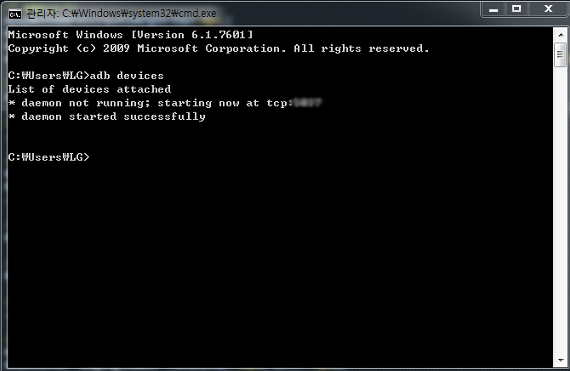 관리자: C:₩Windows₩system32₩cmd.exe
Microsoft Windows [Version 6.1.7601]
Copyright (c) 2009 Microsoft Corporation. All rights reserved.
C:₩Users₩LG>adb devices
List of devices attached
* daemon not running; starting now at tcp:
* daemon started successfully
C:₩Users₩LG>